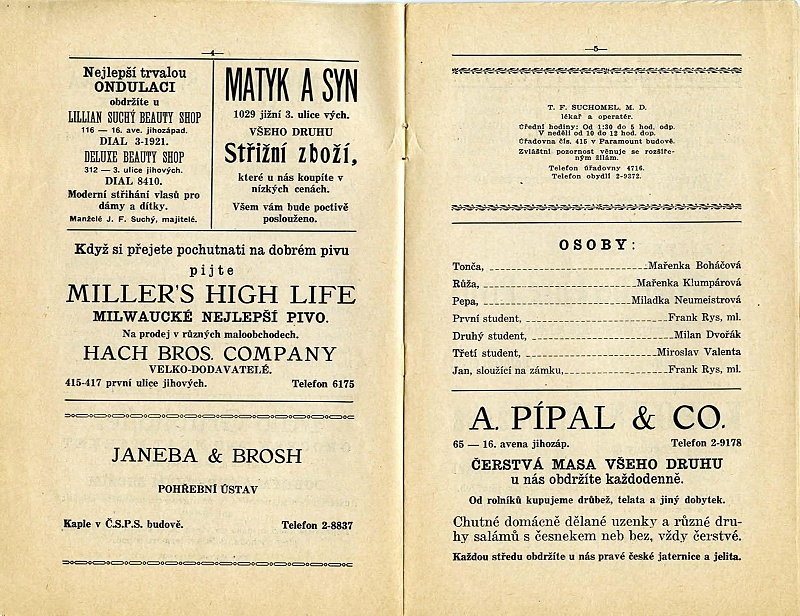 —4—
Nejlepší trvalou
ONDULACI
obdržíte u
LILLIAN SUCHÝ BEAUTY SHOP
116 — 16. ave. jihozápad.
DIAL 3-1921.
DELUXE BEAUTY SHOP
312 — 3. ulice jihových.
DIAL 8410.
Moderní střihání vlasů pro
dámy a dítky.
Manželé J. F. Suchý, majitelé.
MATYK A SYN
1029 jižní 3. ulice vých.
VŠEHO DRUHU
Střižní zboží,
které u nás koupíte v
nízkých cenách.
Všem vám bude poctivě
poslouženo.
Když si přejete pochutnati na dobrém pivu
pijte
MILLER'S HIGH LIFE
MILWAUCKÉ NEJLEPŠÍ PIVO.
Na prodej v různých maloobchodech.
HACH BROS. COMPANY
VELKO-DODAVATELÉ.
415-417 první ulice jihových. Telefon 6175
JANEBA & BROSH
POHŘEBNÍ ÚSTAV
Kaple v Č.S.P.S. budově. Telefon 2-8837
—5—
T. F. SUCHOMEL, M. D.
lékař a operatér.
Úřední hodiny: Od 1:30 do 5 hod. odp.
V neděli od 10 do 12 hod. dop.
Úřadovna čís. 415 v Paramount budově.
Zvláštní pozornost věnuje se rozšíře-
ným žilám.
Telefon úřadovny 4716.
Telefon obydlí 2-9372.
OSOBY:
Tonča, Mařenka Boháčová
Růža, Mařenka Klumpárová
Pepa, Miladka Neumeistrová
První student, Frank Rys, ml.
Druhý student, Milan Dvořák
Třetí student, Miroslav Valenta
Jan, sloužící na zámku, Frank Rys, ml.
A. PÍPAL & CO.
65 — 16. avena jihozáp. Telefon 2-9178
ČERSTVÁ MASA VŠEHO DRUHU
u nás obdržíte každodenně.
Od rolníků kupujeme drůbež, telata a jiný dobytek.
Chutné domácně dělané uzenky a různé dru-
hy salámů s česnekem neb bez, vždy čerstvé.
Každou středu obdržíte u nás pravé české jaternice a jelita.